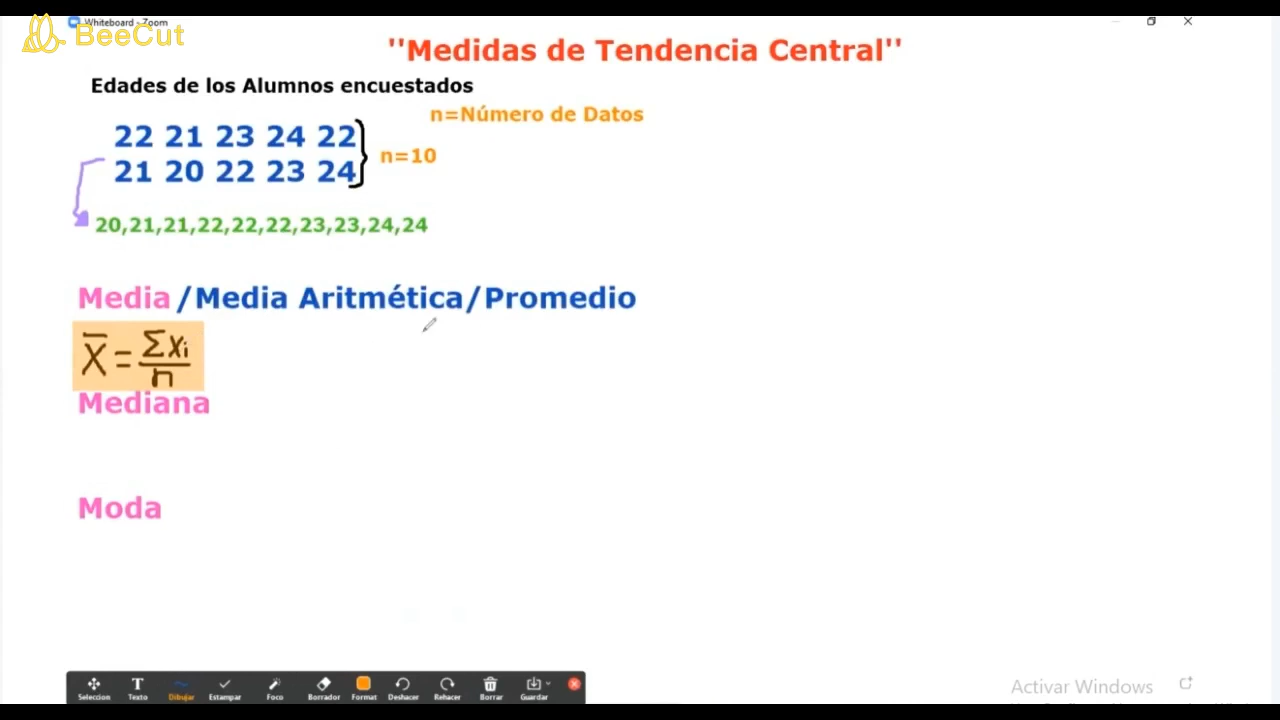 Whiteboard - Zoom
BeeCut
''Medidas de Tendencia Central''
Edades de los Alumnos encuestados
n=Número de Datos
22 21 23 24 22
21 20 22 23 24
n=10
20,21,21,22,22,22,23,23,24,24
Media /Media Aritmética/Promedio
X̄ = Σxi/n
Mediana
Moda
Seleccion Texto Dibujar Estampar Foco Borrador Format Deshacer Rehacer Borrar Guardar
Activar Windows